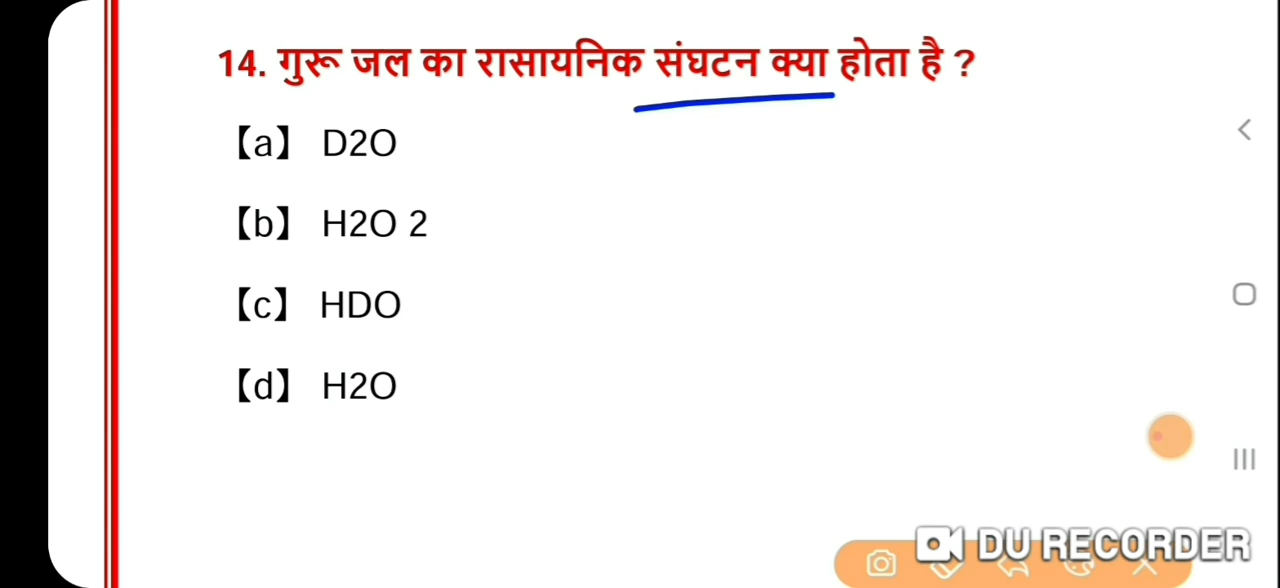 14. गुरू जल का रासायनिक संघटन क्या होता है ?
【a】 D2O
【b】 H2O 2
【c】 HDO
【d】 H2O
DU RECORDER